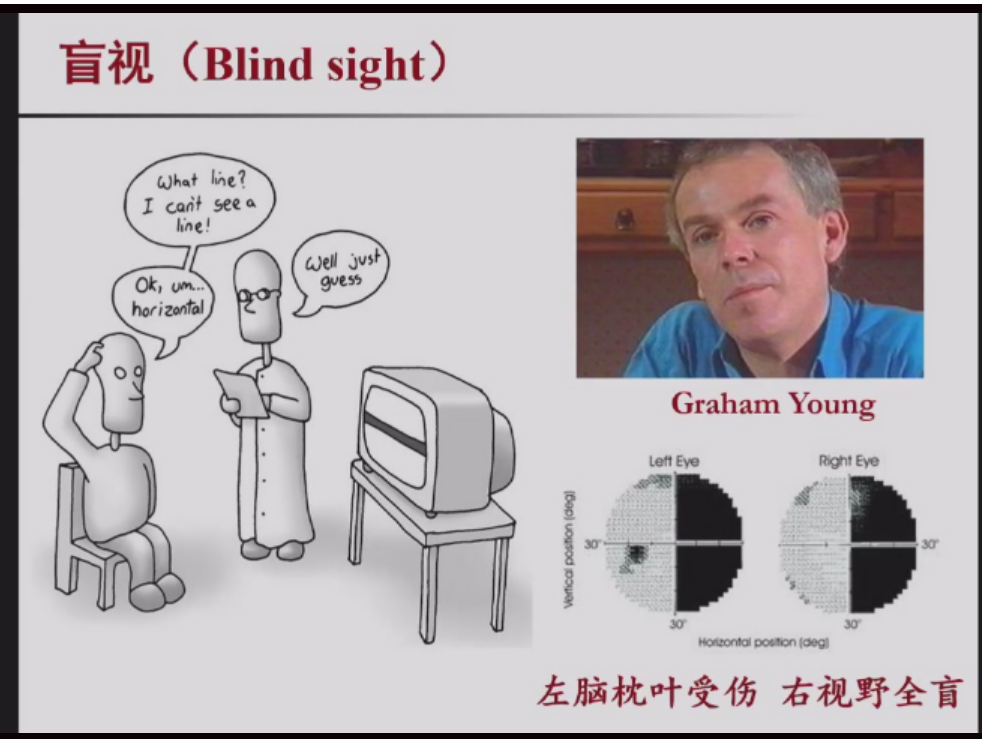 盲视（Blind sight）
What line?
I can't see a
line!
Ok, um...
horizontal
Well just
guess
Graham Young
Left Eye
Right Eye
Vertical position (deg)
30°
30°
30°
30°
Horizontal position (deg)
左脑枕叶受伤 右视野全盲